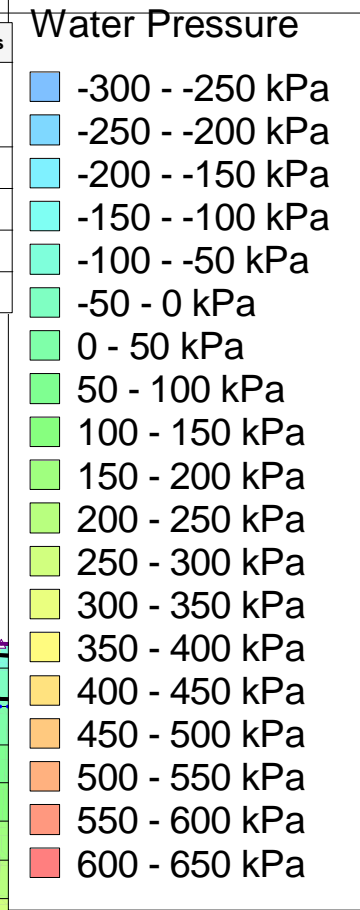 s
Water Pressure
-300 - -250 kPa
-250 - -200 kPa
-200 - -150 kPa
-150 - -100 kPa
-100 - -50 kPa
-50 - 0 kPa
0 - 50 kPa
50 - 100 kPa
100 - 150 kPa
150 - 200 kPa
200 - 250 kPa
250 - 300 kPa
300 - 350 kPa
350 - 400 kPa
400 - 450 kPa
450 - 500 kPa
500 - 550 kPa
550 - 600 kPa
600 - 650 kPa